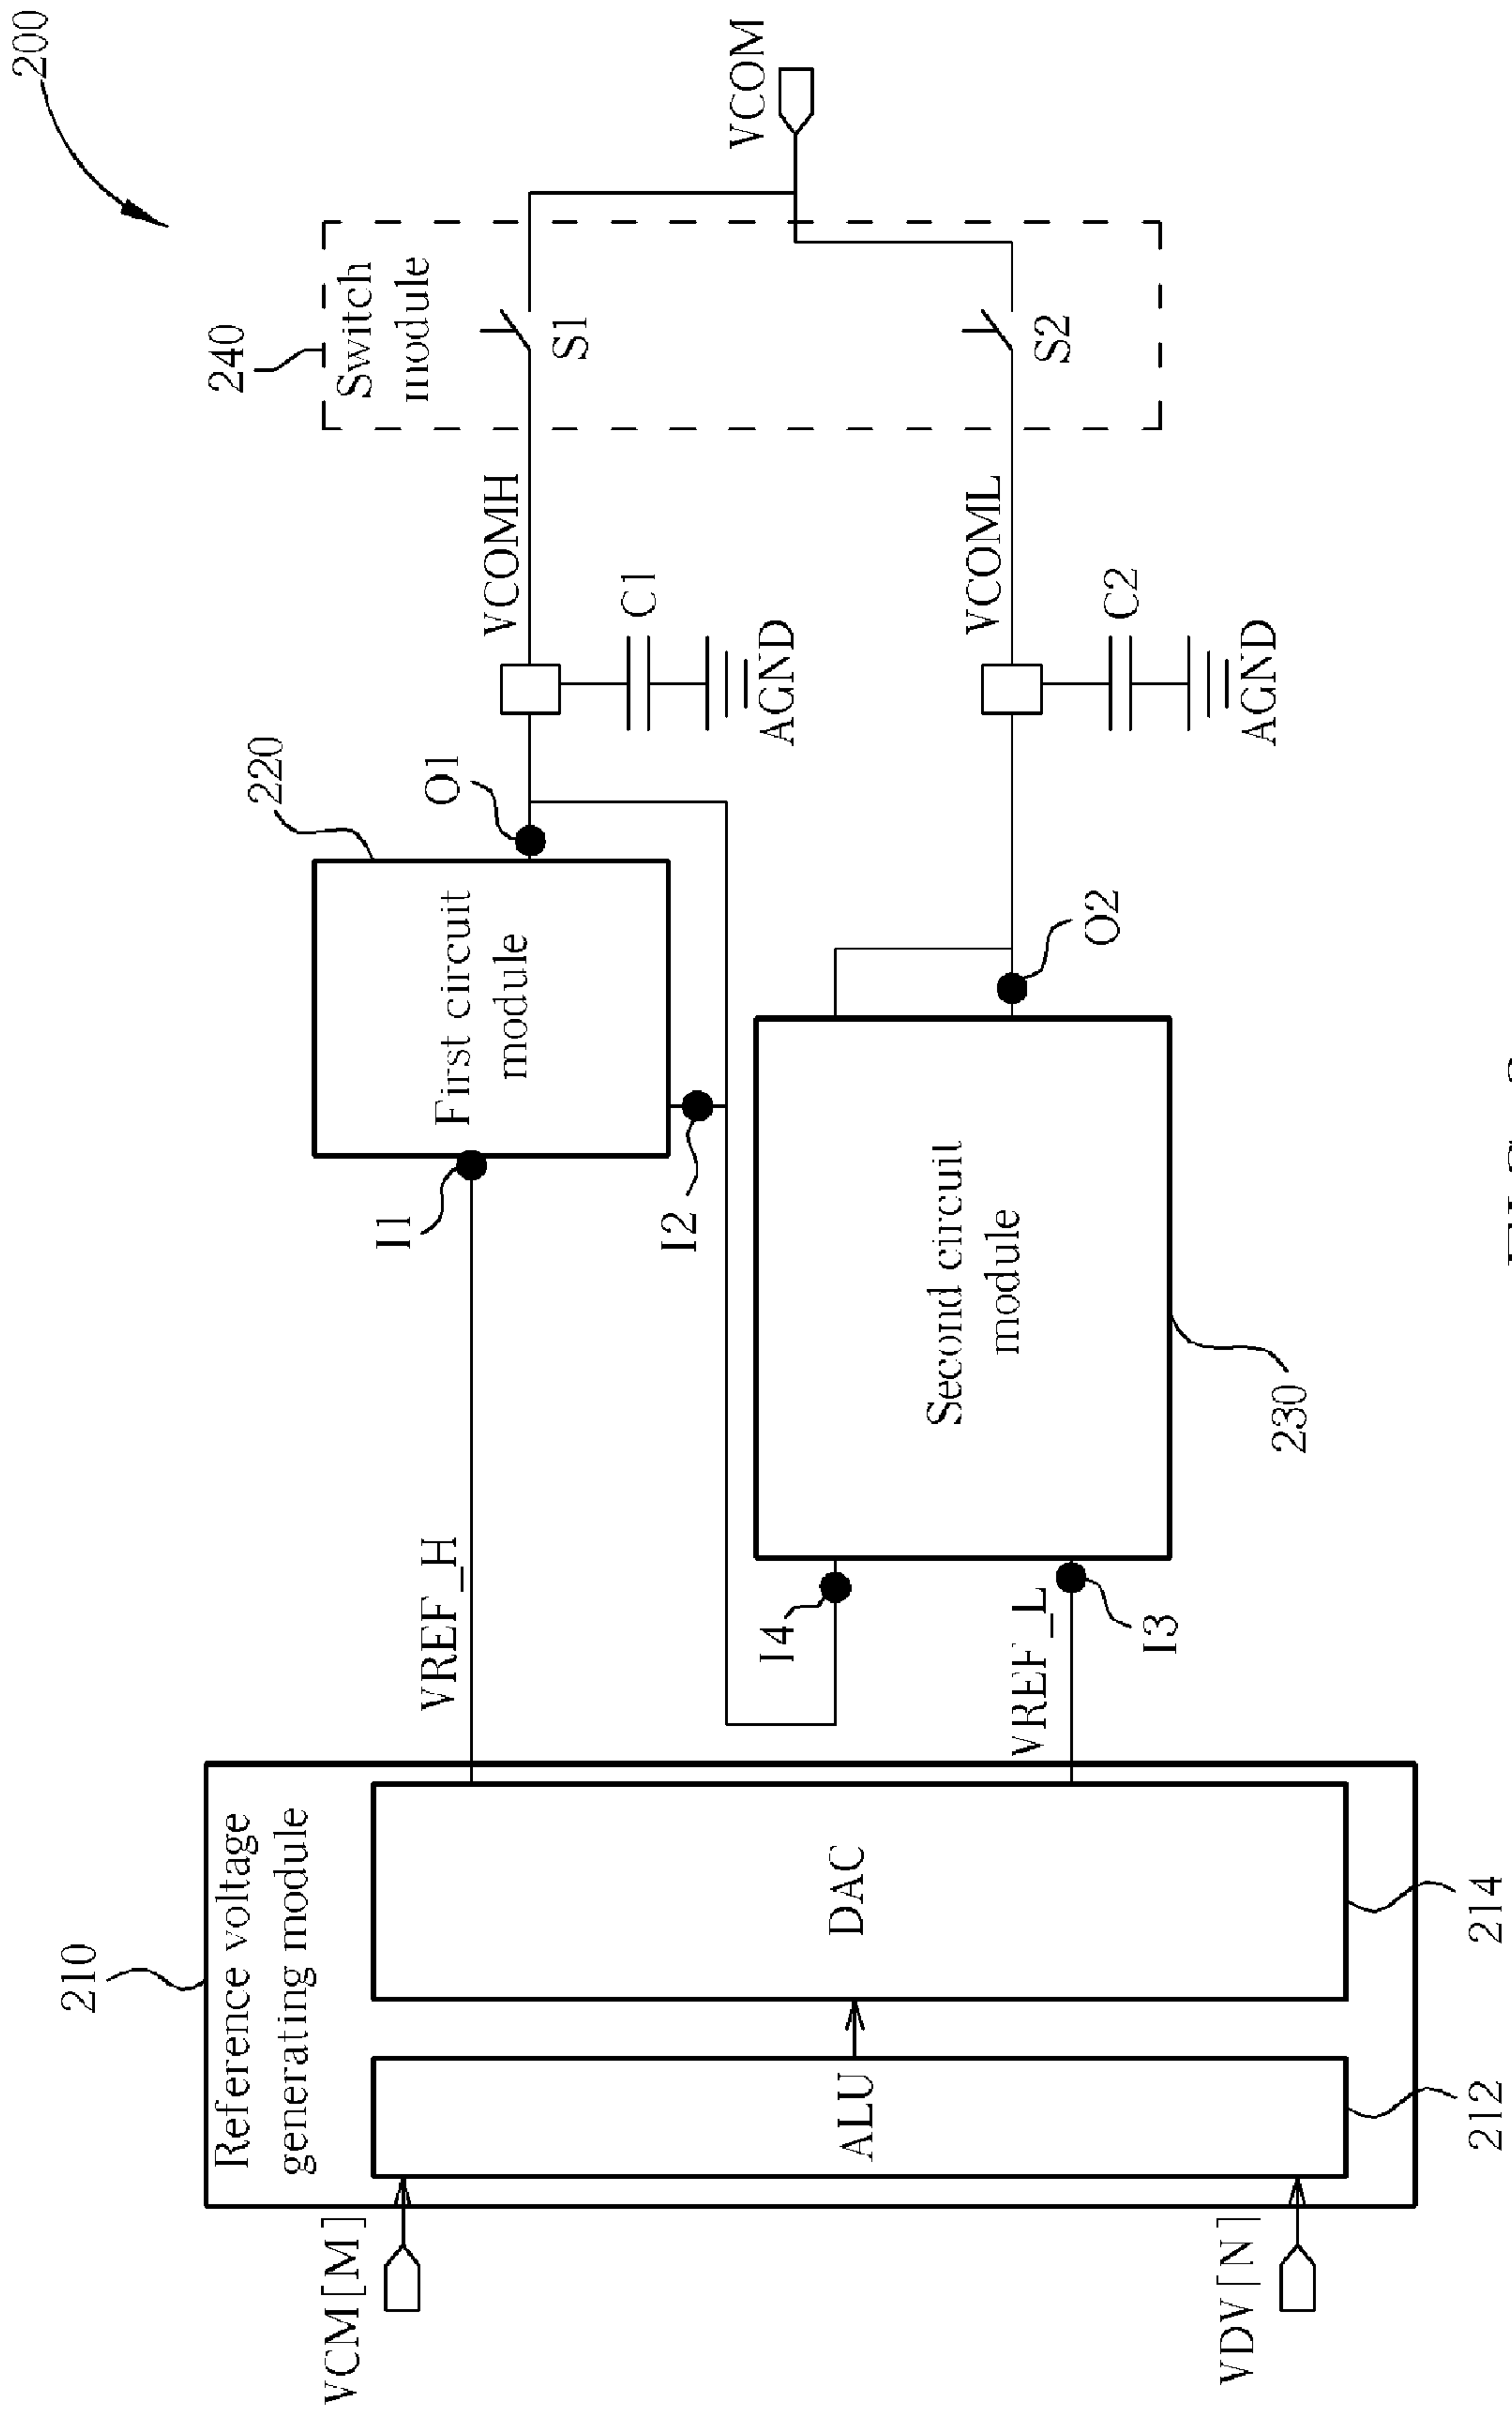 200
210
Reference voltage
generating module
VCM[M]
VDV[N]
ALU
DAC
212
214
VREF_H
VREF_L
I1
I2
I3
I4
220
First circuit
module
O1
230
Second circuit
module
O2
VCOMH
C1
AGND
VCOML
C2
AGND
240
Switch
module
S1
S2
VCOM